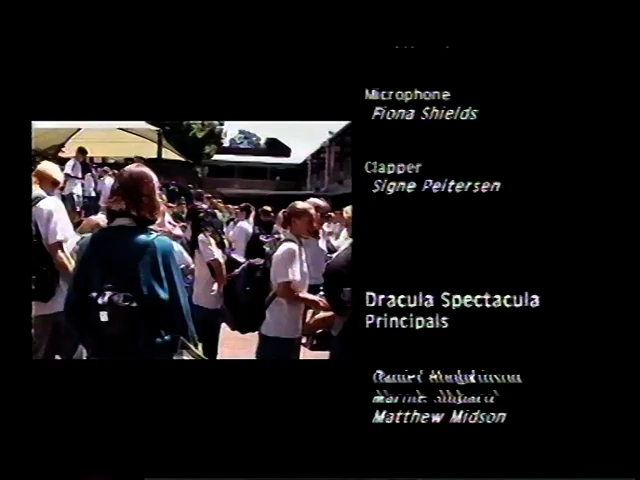 Microphone
Fiona Shields
Clapper
Signe Peitersen
Dracula Spectacula
Principals
Matthew Midson